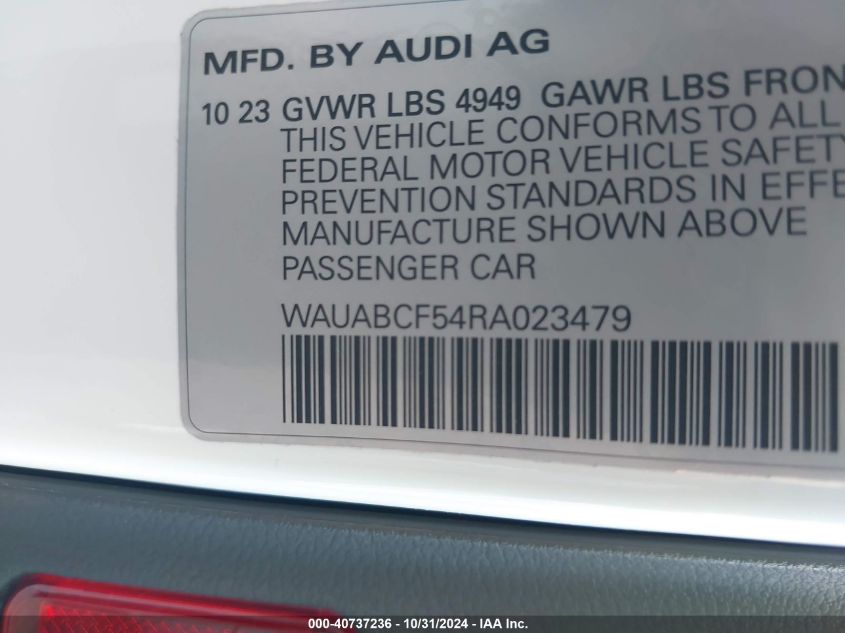 MFD. BY AUDI AG
10 23 GVWR LBS 4949 GAWR LBS FRON
THIS VEHICLE CONFORMS TO ALL
FEDERAL MOTOR VEHICLE SAFETY
PREVENTION STANDARDS IN EFFE
MANUFACTURE SHOWN ABOVE
PASSENGER CAR
WAUABCF54RA023479
000-40737236 - 10/31/2024 - IAA Inc.